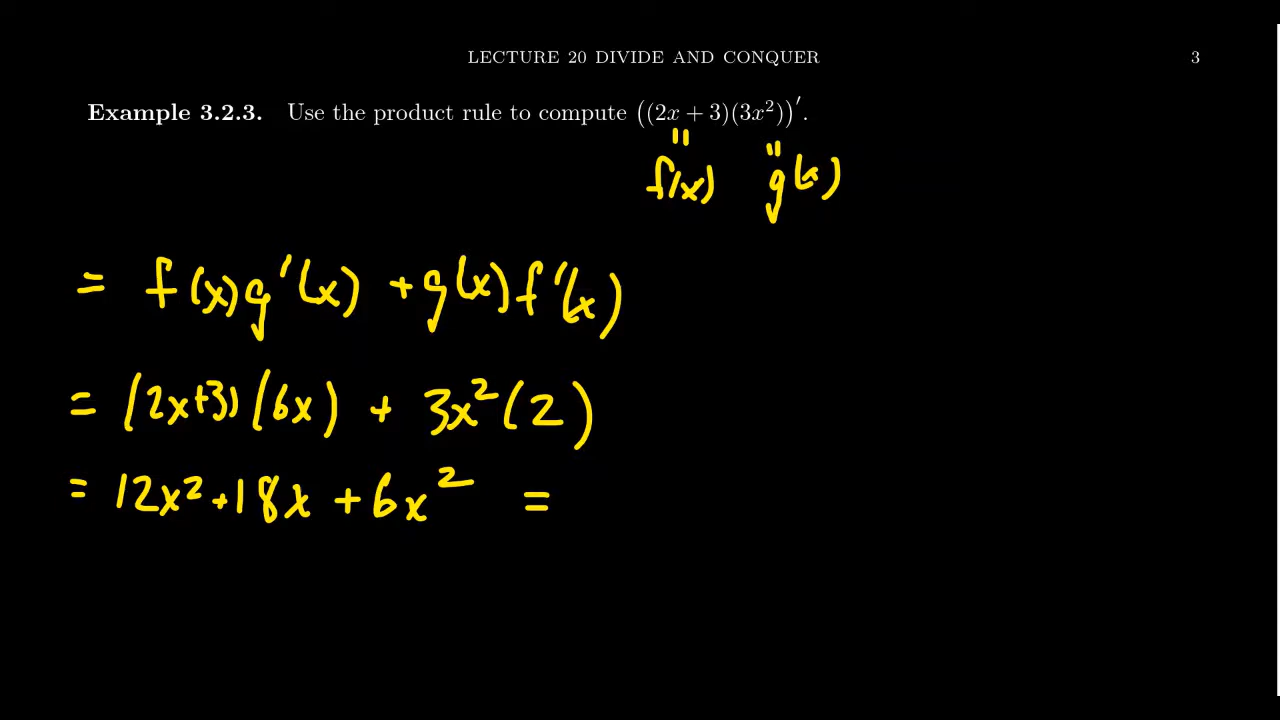 LECTURE 20 DIVIDE AND CONQUER 3
Example 3.2.3. Use the product rule to compute ((2x + 3)(3x²))′.
" "
f(x) g(x)
= f(x)g'(x) + g(x)f'(x)
= (2x+3)(6x) + 3x²(2)
= 12x²+18x + 6x² =